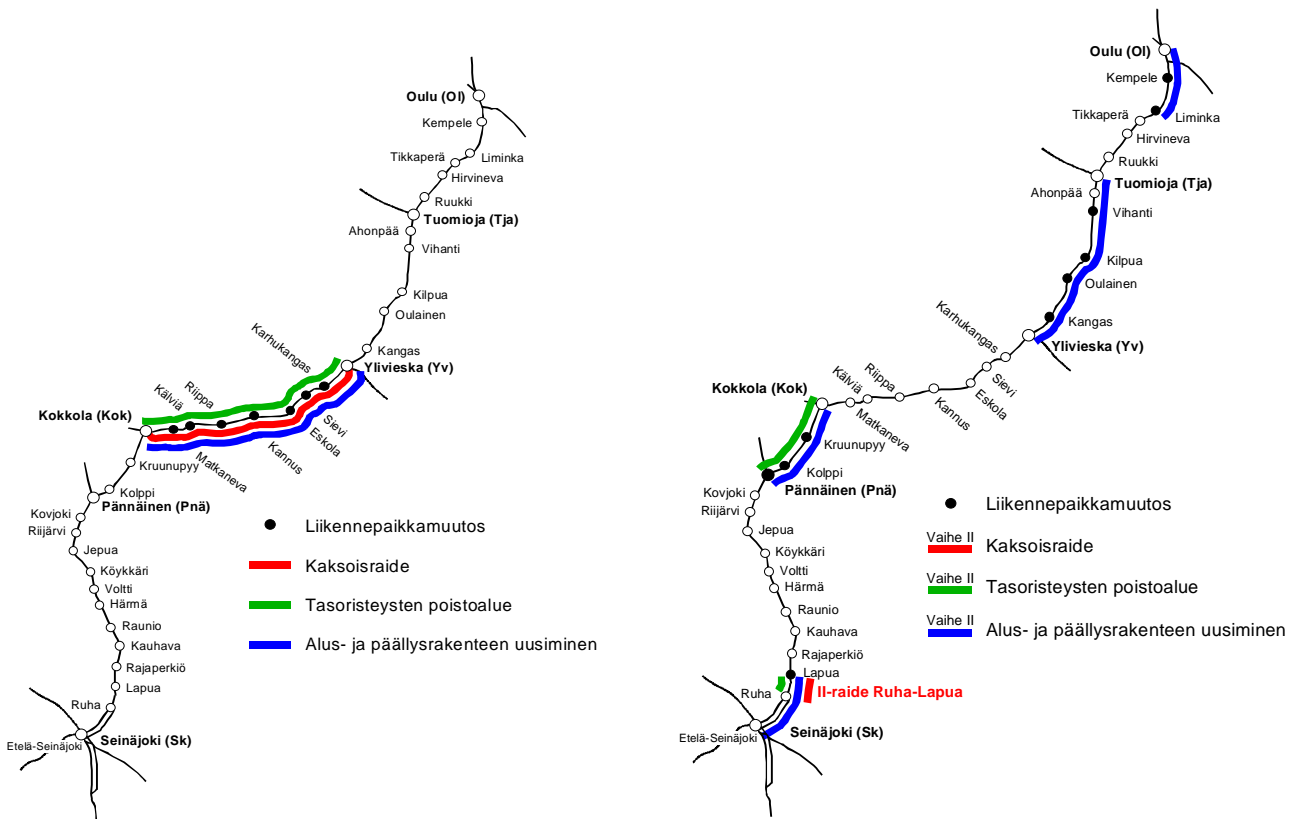 Oulu (Ol)
Kempele
Tikkaperä
Liminka
Hirvineva
Ruukki
Tuomioja (Tja)
Ahonpää
Vihanti
Kilpua
Oulainen
Kangas
Karhukangas
Ylivieska (Yv)
Riippa
Kälviä
Kokkola (Kok)
Sievi
Eskola
Kannus
Matkaneva
Kruunupyy
Kolppi
Pännäinen (Pnä)
Kovjoki
Riijärvi
Jepua
Köykkäri
Voltti
Härmä
Raunio
Kauhava
Rajaperkiö
Lapua
Ruha
Seinäjoki (Sk)
Etelä-Seinäjoki
Liikennepaikkamuutos
Kaksoisraide
Tasoristeysten poistoalue
Alus- ja päällysrakenteen uusiminen
Oulu (Ol)
Kempele
Tikkaperä
Liminka
Hirvineva
Ruukki
Tuomioja (Tja)
Ahonpää
Vihanti
Kilpua
Oulainen
Kangas
Karhukangas
Ylivieska (Yv)
Sievi
Eskola
Riippa
Kälviä
Kannus
Matkaneva
Kokkola (Kok)
Kruunupyy
Kolppi
Pännäinen (Pnä)
Kovjoki
Riijärvi
Jepua
Köykkäri
Voltti
Härmä
Raunio
Kauhava
Rajaperkiö
Lapua
Ruha
II-raide Ruha-Lapua
Seinäjoki (Sk)
Etelä-Seinäjoki
Liikennepaikkamuutos
Vaihe II
Kaksoisraide
Vaihe II
Tasoristeysten poistoalue
Vaihe II
Alus- ja päällysrakenteen uusiminen